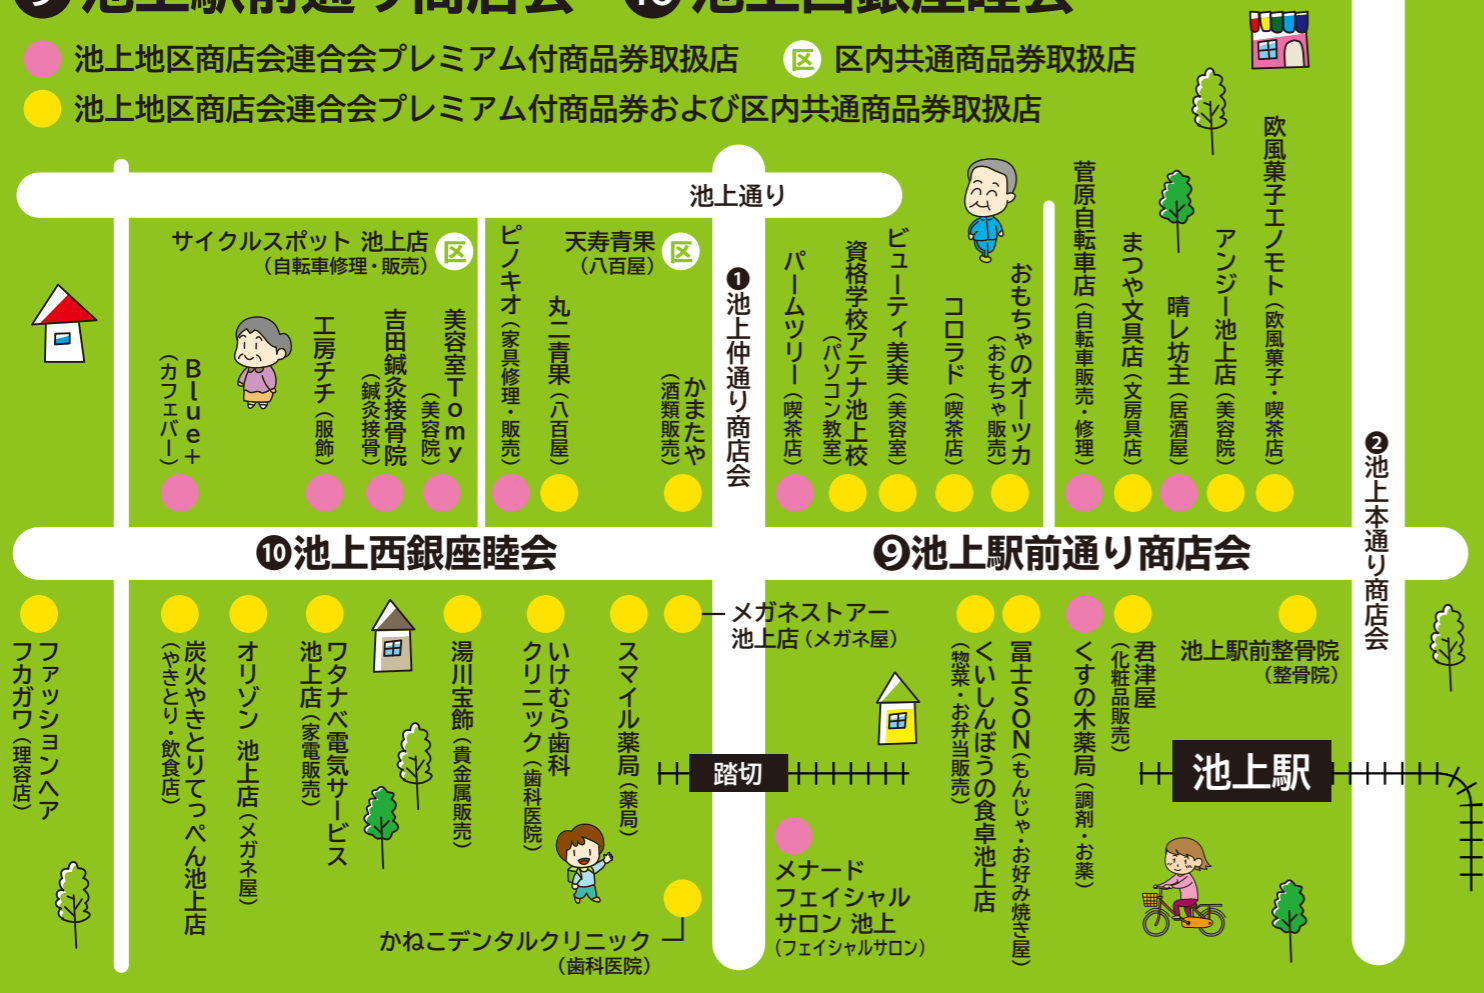 ❾池上駅前通り商店会 ❿池上西銀座睦会
池上地区商店会連合会プレミアム付商品券取扱店
区 区内共通商品券取扱店
池上地区商店会連合会プレミアム付商品券および区内共通商品券取扱店
池上通り
サイクルスポット 池上店
（自転車修理・販売）
区
Blue＋
（カフェバー）
工房チチ（服飾）
吉田鍼灸接骨院
（鍼灸接骨）
美容室Tomy
（美容院）
ピノキオ（家具修理・販売）
丸二青果（八百屋）
天寿青果
（八百屋）
区
かまたや
（酒類販売）
❶池上仲通り商店会
パームツリー（喫茶店）
資格学校アテナ池上校
（パソコン教室）
ビューティ美美（美容室）
コロラド（喫茶店）
おもちゃのオーツカ
（おもちゃ販売）
菅原自転車店（自転車販売・修理）
まつや文具店（文房具店）
晴レ坊主（居酒屋）
アンジー池上店（美容院）
欧風菓子エノモト（欧風菓子・喫茶店）
❷池上本通り商店会
❿池上西銀座睦会
❾池上駅前通り商店会
ファッションヘア
フカガワ（理容店）
炭火やきとりてっぺん池上店
（やきとり・飲食店）
オリゾン 池上店（メガネ屋）
ワタナベ電気サービス
池上店（家電販売）
湯川宝飾（貴金属販売）
いけむら歯科
クリニック（歯科医院）
スマイル薬局（薬局）
メガネストアー
池上店（メガネ屋）
くいしんぼうの食卓池上店
（惣菜・お弁当販売）
冨士SON（もんじゃ・お好み焼き屋）
くすの木薬局（調剤・お薬）
君津屋
（化粧品販売）
池上駅前整骨院
（整骨院）
踏切
池上駅
メナード
フェイシャル
サロン 池上
（フェイシャルサロン）
かねこデンタルクリニック
（歯科医院）